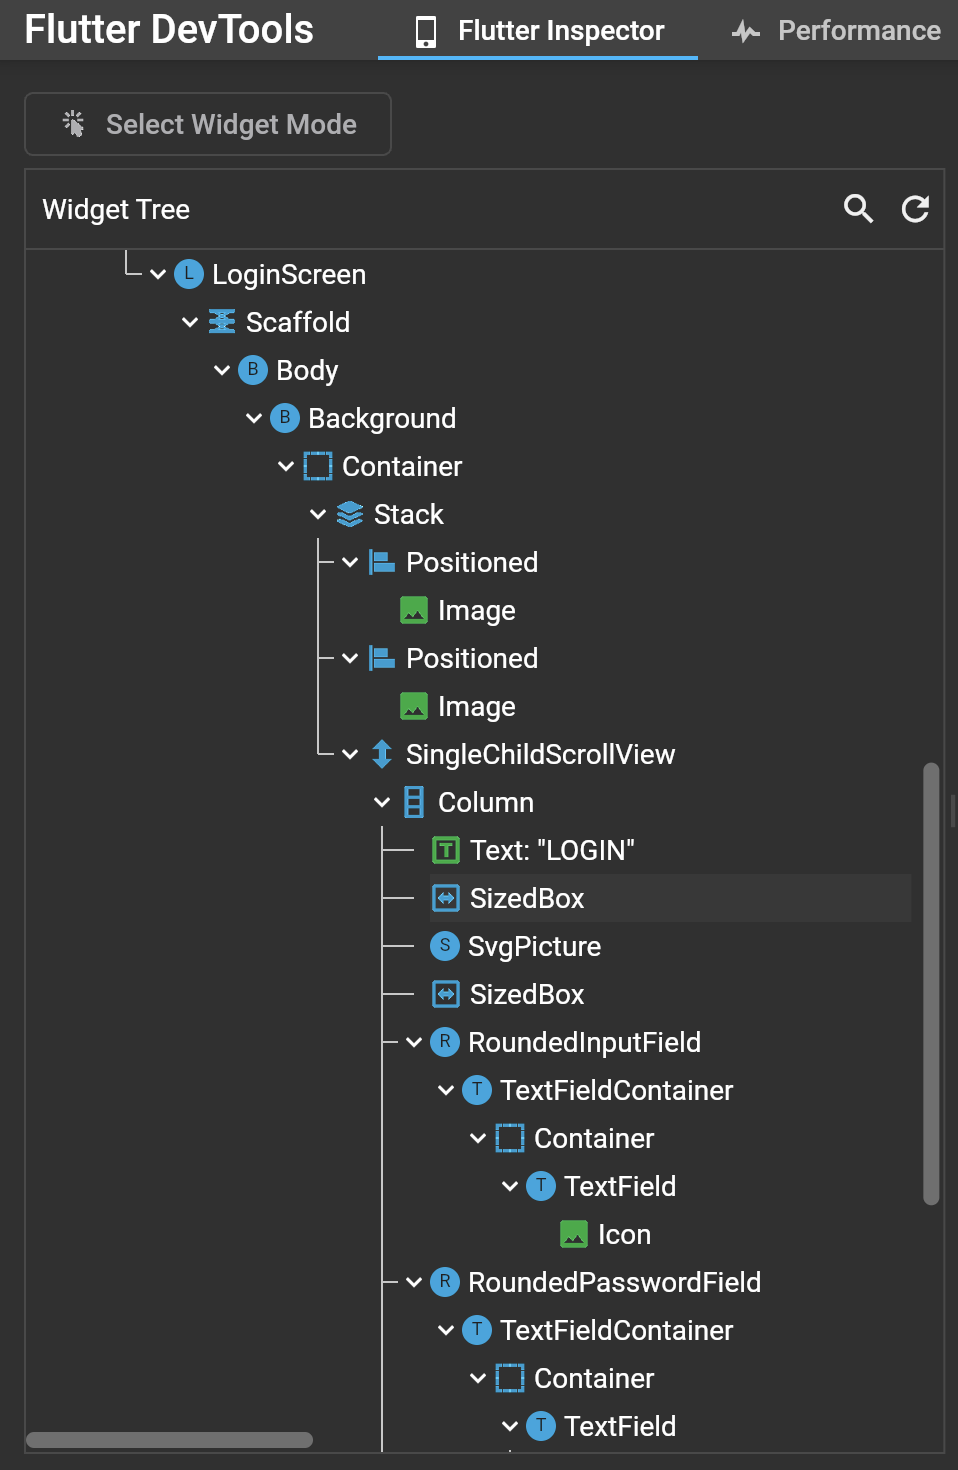 Flutter DevTools Flutter Inspector Performance
Select Widget Mode
Widget Tree
L LoginScreen
Scaffold
B Body
B Background
Container
Stack
Positioned
Image
Positioned
Image
SingleChildScrollView
Column
T Text: "LOGIN"
SizedBox
S SvgPicture
SizedBox
R RoundedInputField
T TextFieldContainer
Container
T TextField
Icon
R RoundedPasswordField
T TextFieldContainer
Container
T TextField